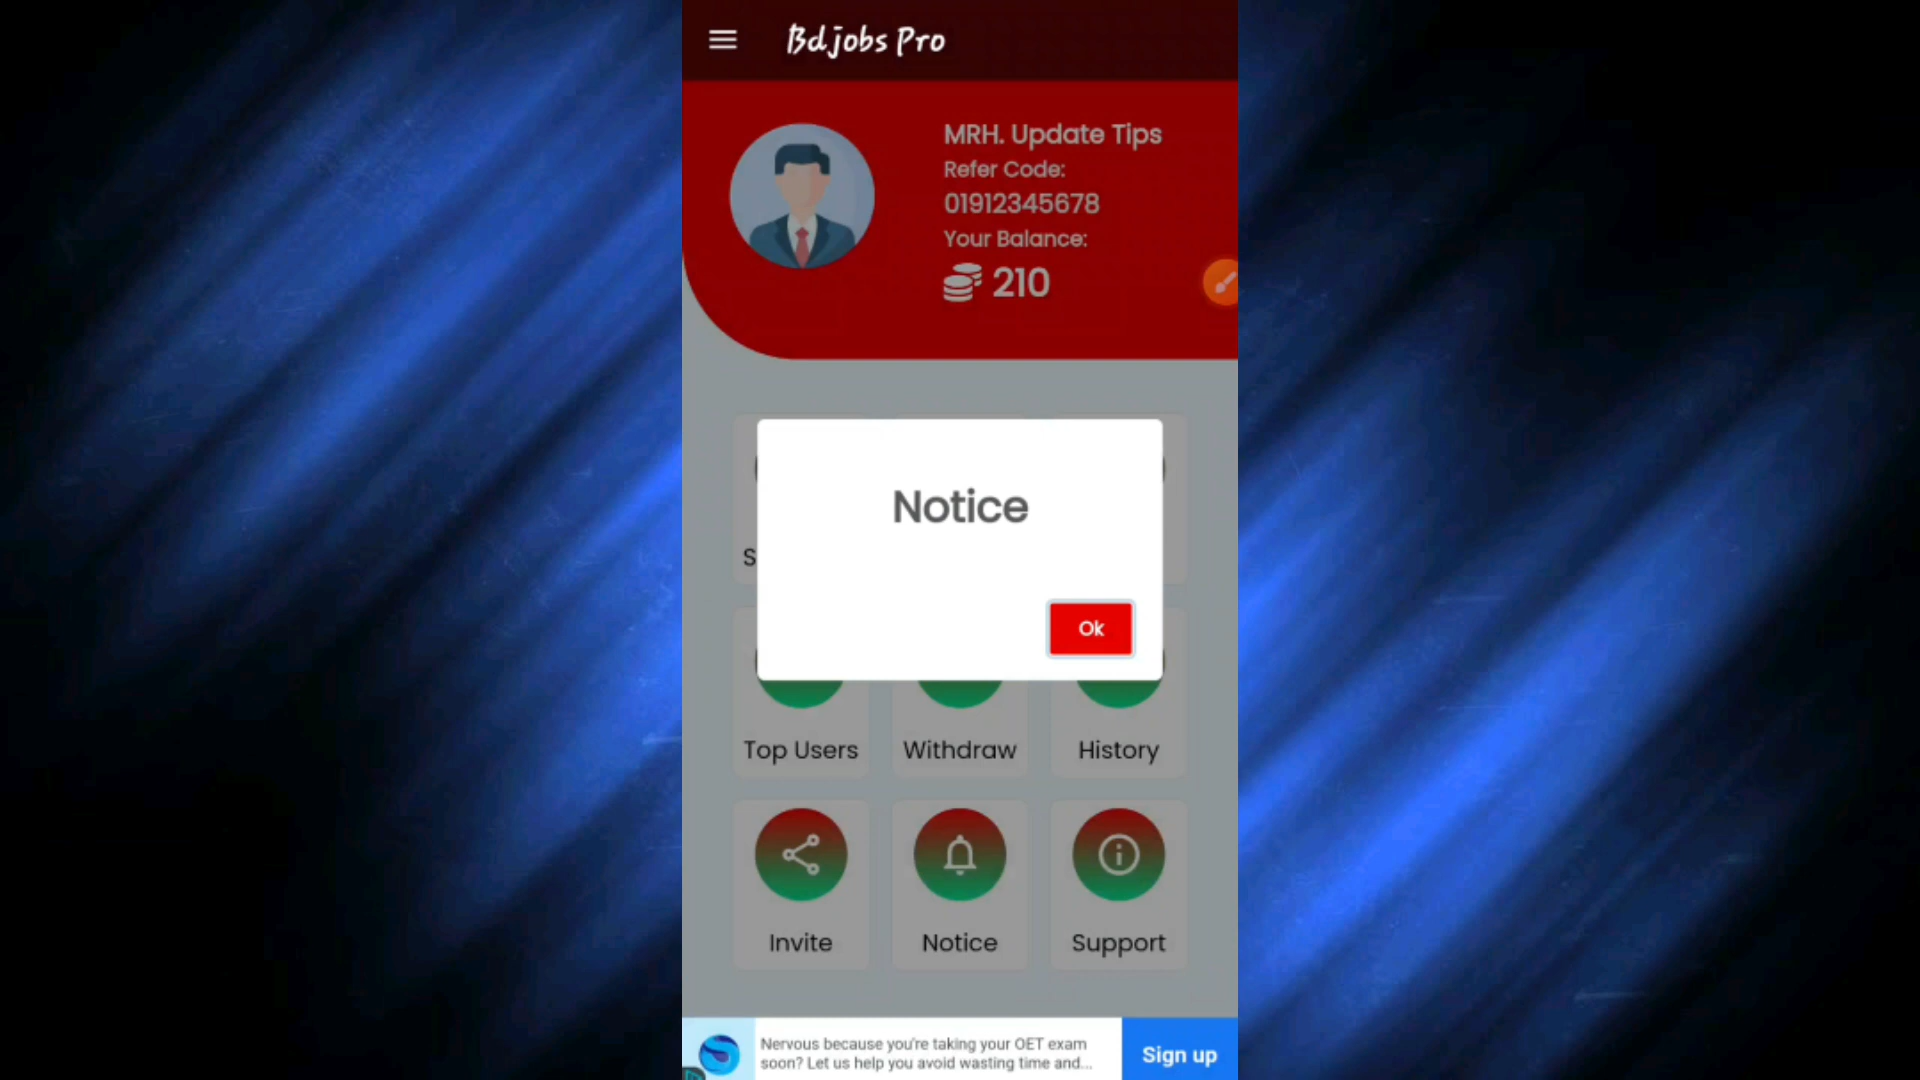 Bdjobs Pro
MRH. Update Tips
Refer Code:
01912345678
Your Balance:
210
Notice
S
Ok
Top Users
Withdraw
History
Invite
Notice
Support
Nervous because you're taking your OET exam
soon? Let us help you avoid wasting time and...
Sign up